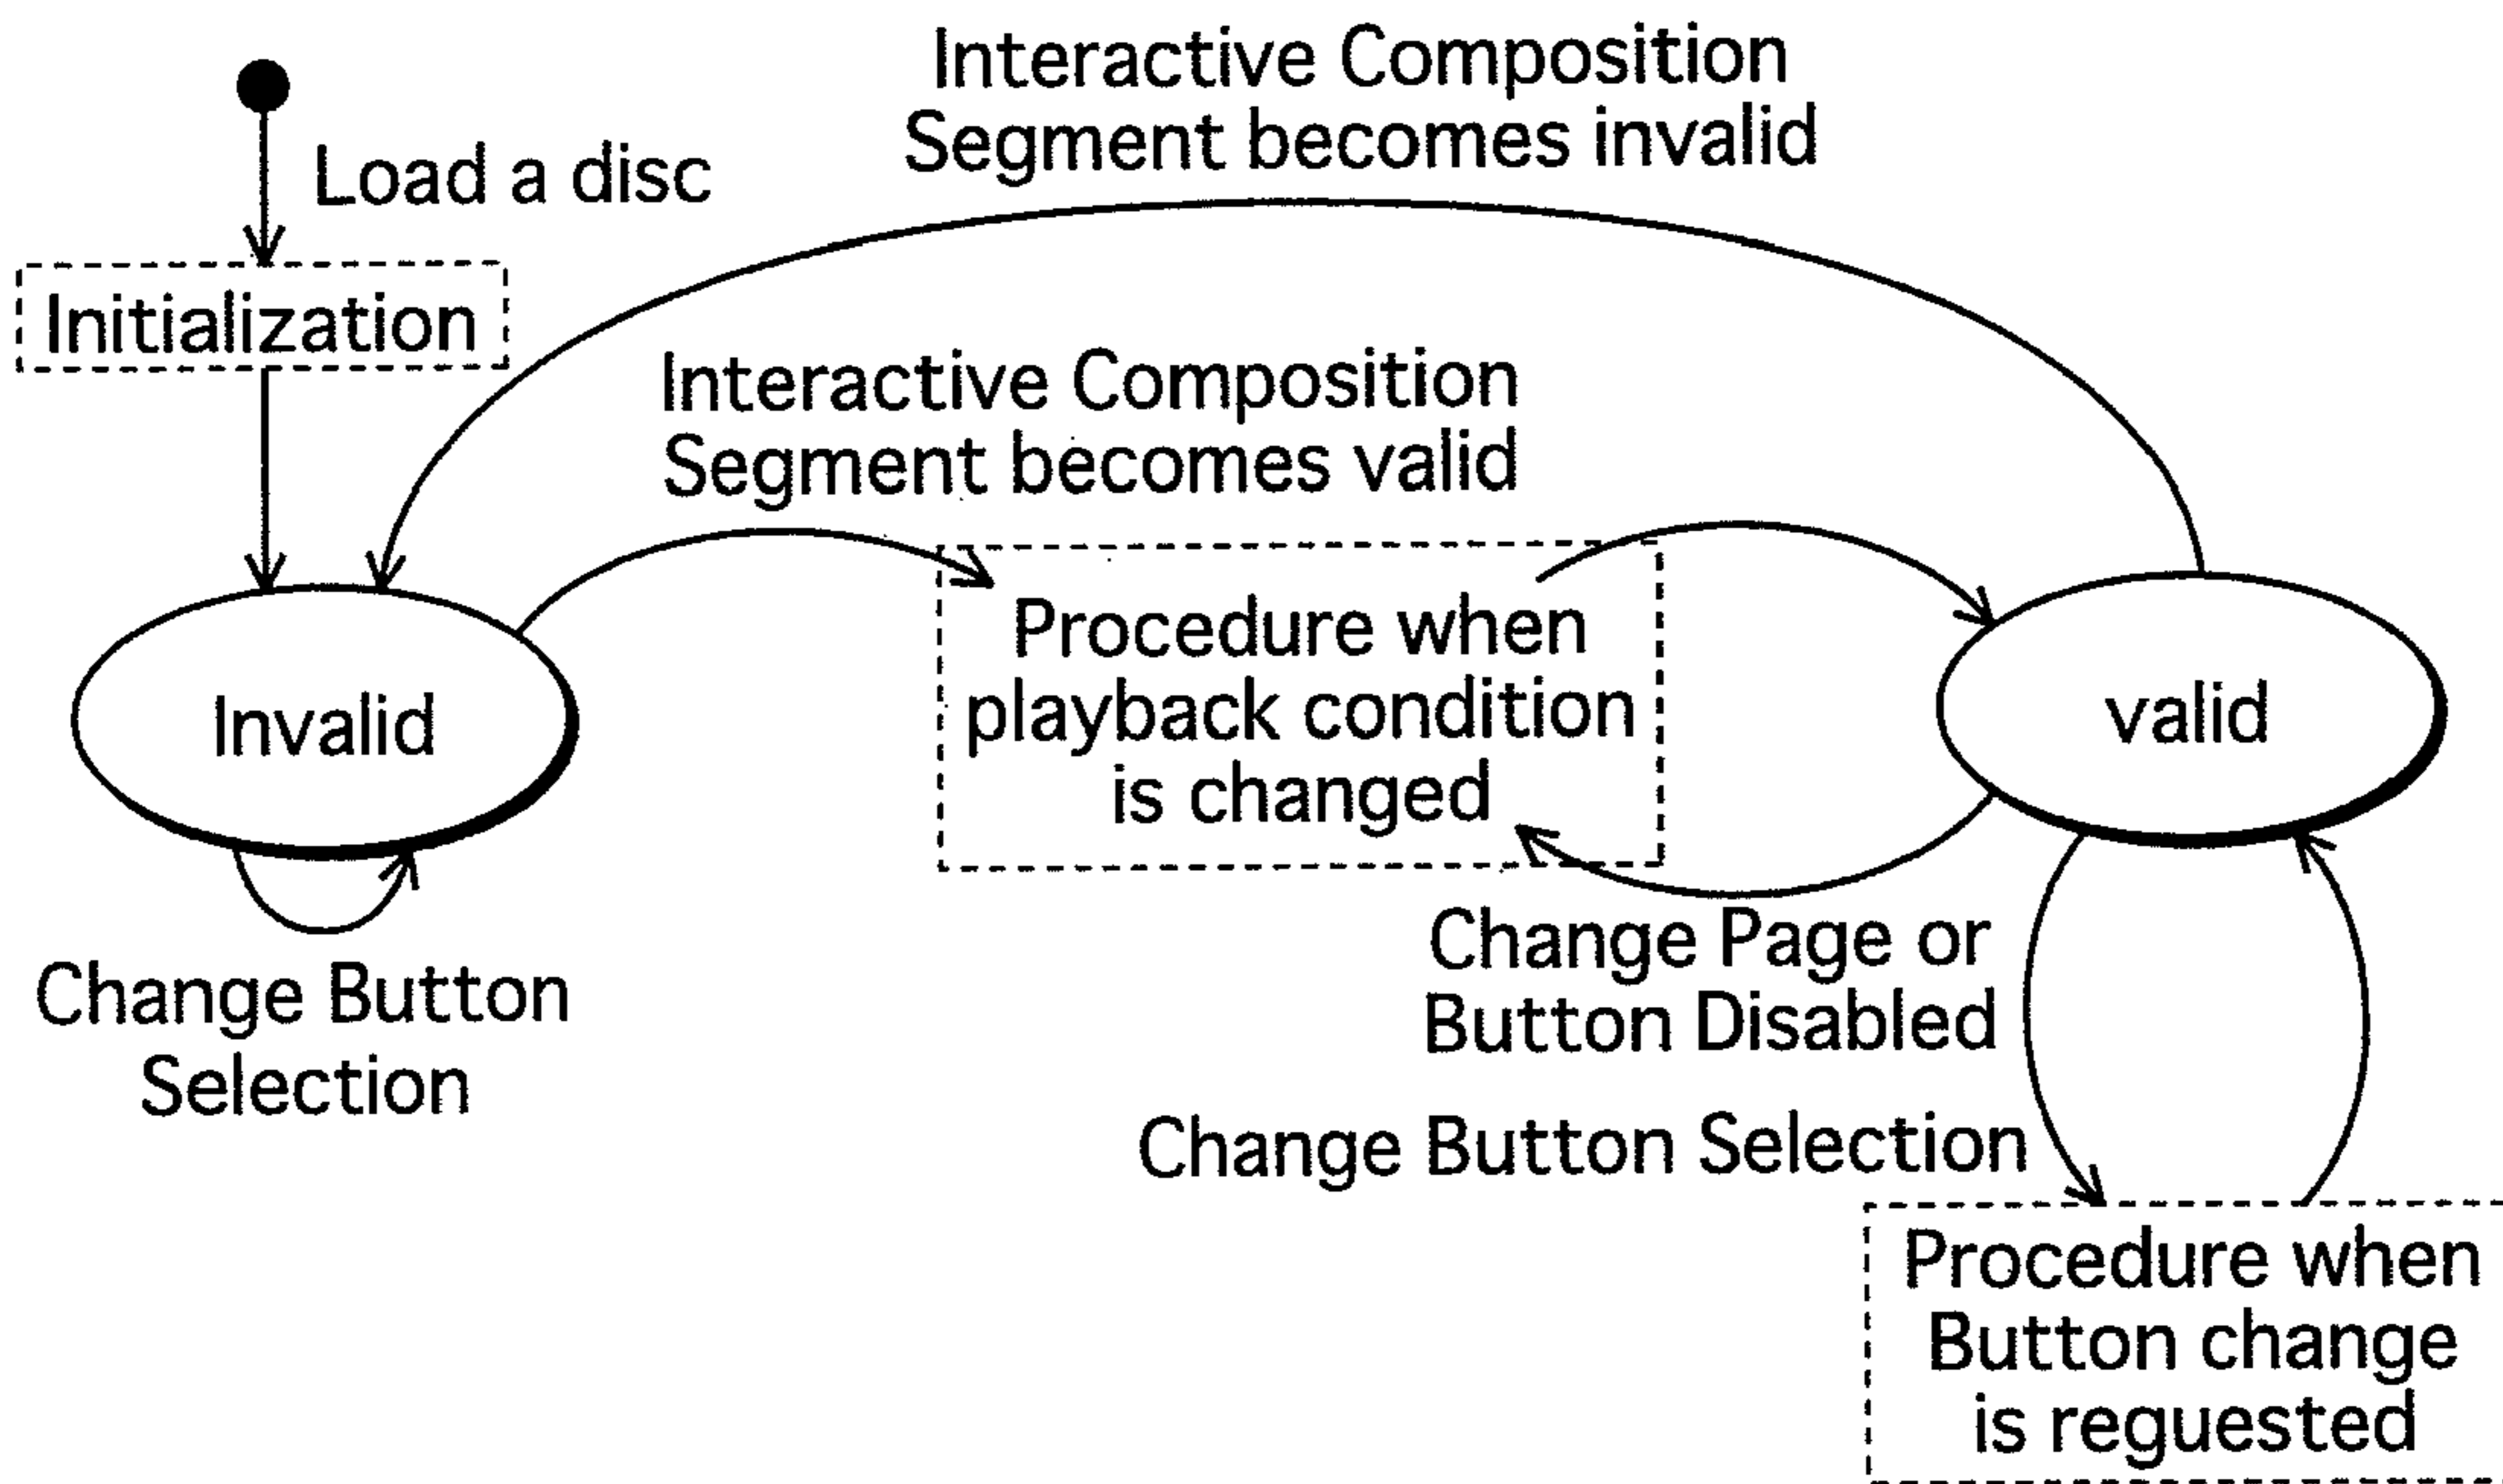 Interactive Composition
Segment becomes invalid
Load a disc
Initialization
Interactive Composition
Segment becomes valid
Procedure when
playback condition
is changed
Invalid
valid
Change Page or
Button Disabled
Change Button
Selection
Change Button Selection
Procedure when
Button change
is reguested